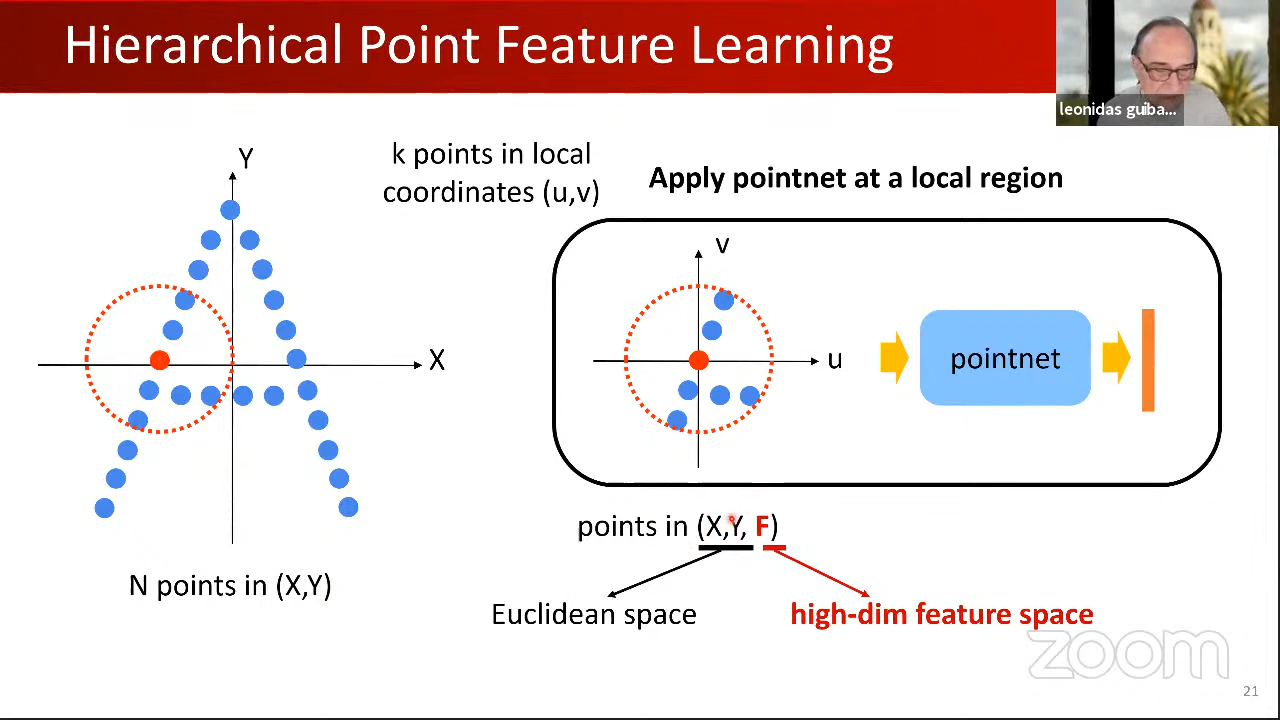 Hierarchical Point Feature Learning
leonidas guiba...
Y
k points in local
coordinates (u,v)
Apply pointnet at a local region
X
v
u
pointnet
points in (X,Y, F)
N points in (X,Y)
Euclidean space
high-dim feature space
zoom
21